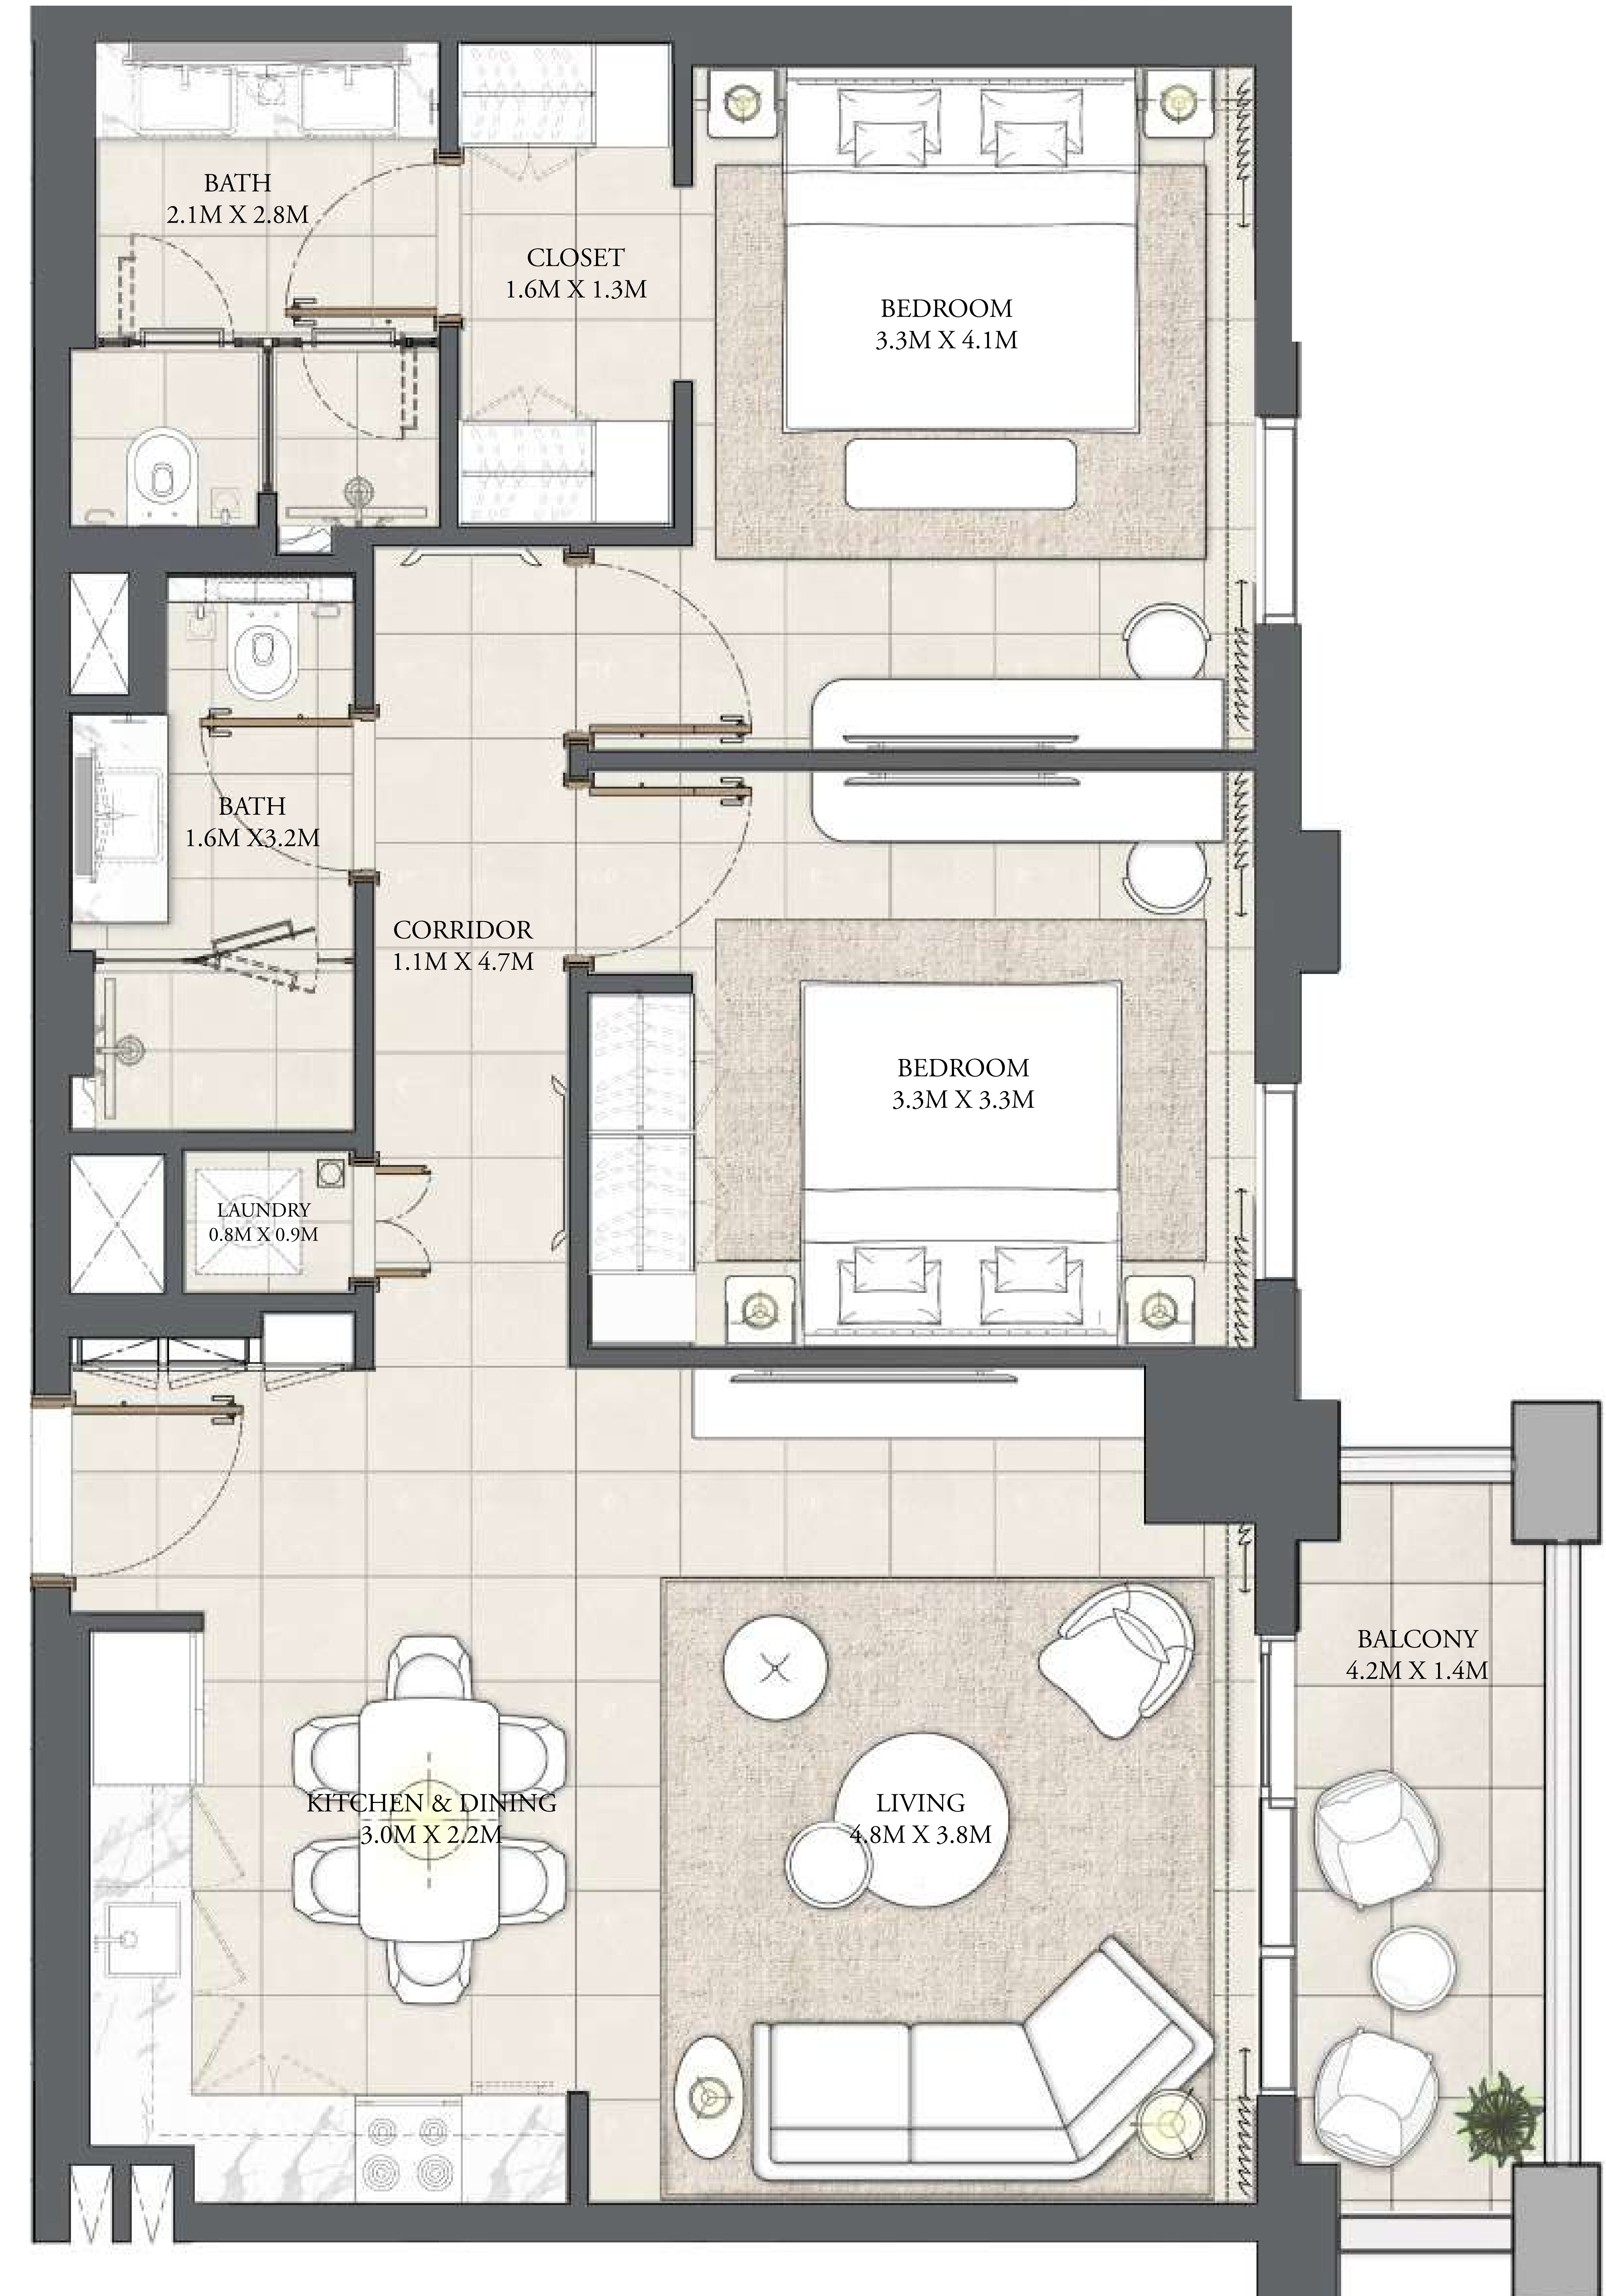 BATH
2.1M X 2.8M
CLOSET
1.6M X 1.3M
BEDROOM
3.3M X 4.1M
BATH
1.6M X3.2M
CORRIDOR
1.1M X 4.7M
BEDROOM
3.3M X 3.3M
LAUNDRY
0.8M X 0.9M
BALCONY
4.2M X 1.4M
KITCHEN & DINING
3.0M X 2.2M
LIVING
4.8M X 3.8M